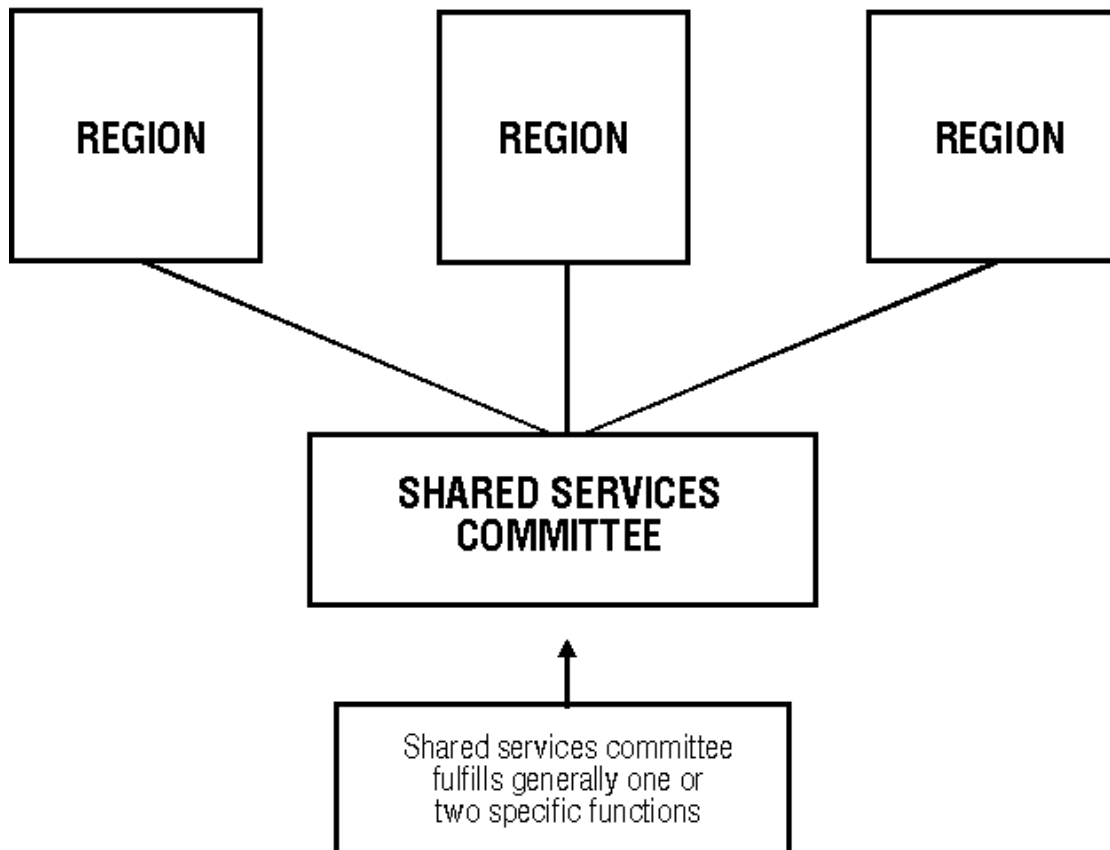 REGION
REGION
REGION
SHARED SERVICES
COMMITTEE
Shared services committee
fulfills generally one or
two specific functions